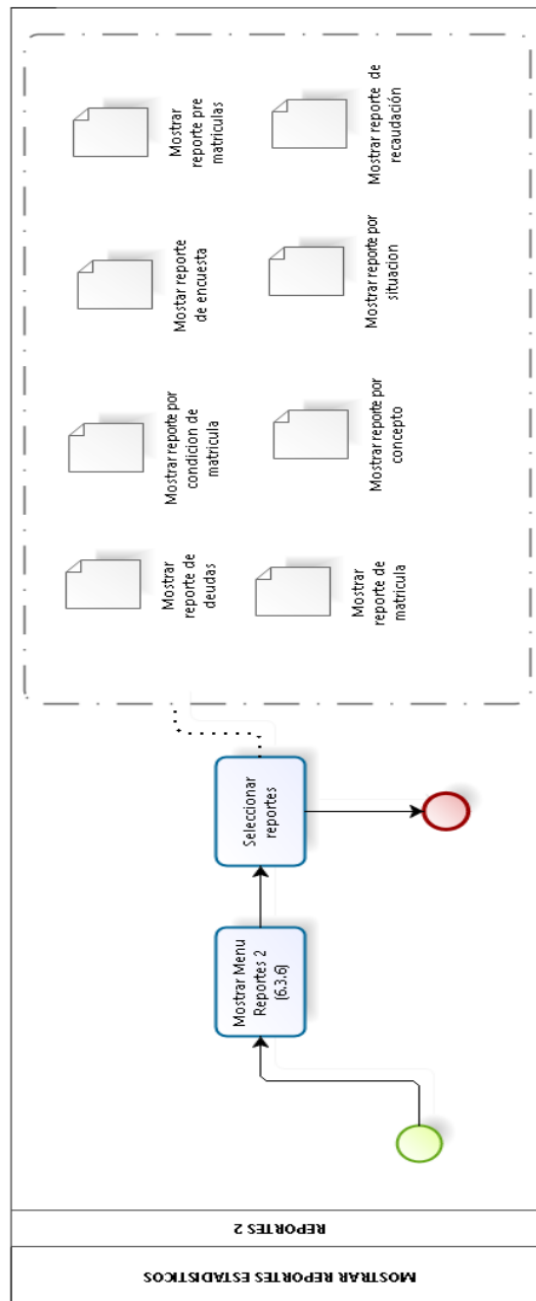 MOSTRAR REPORTES ESTADISTICOS
REPORTES 2
Mostrar Menu
Reportes 2
(6.3.6)
Seleccionar
reportes
Mostrar
reporte de
deudas
Mostrar reporte por
condicion de
matricula
Mostar reporte
de encuesta
Mostrar
reporte pre
matriculas
Mostrar
reporte de
matricula
Mostrar reporte por
concepto
Mostrar reporte por
situacion
Mostrar reporte de
recaudación